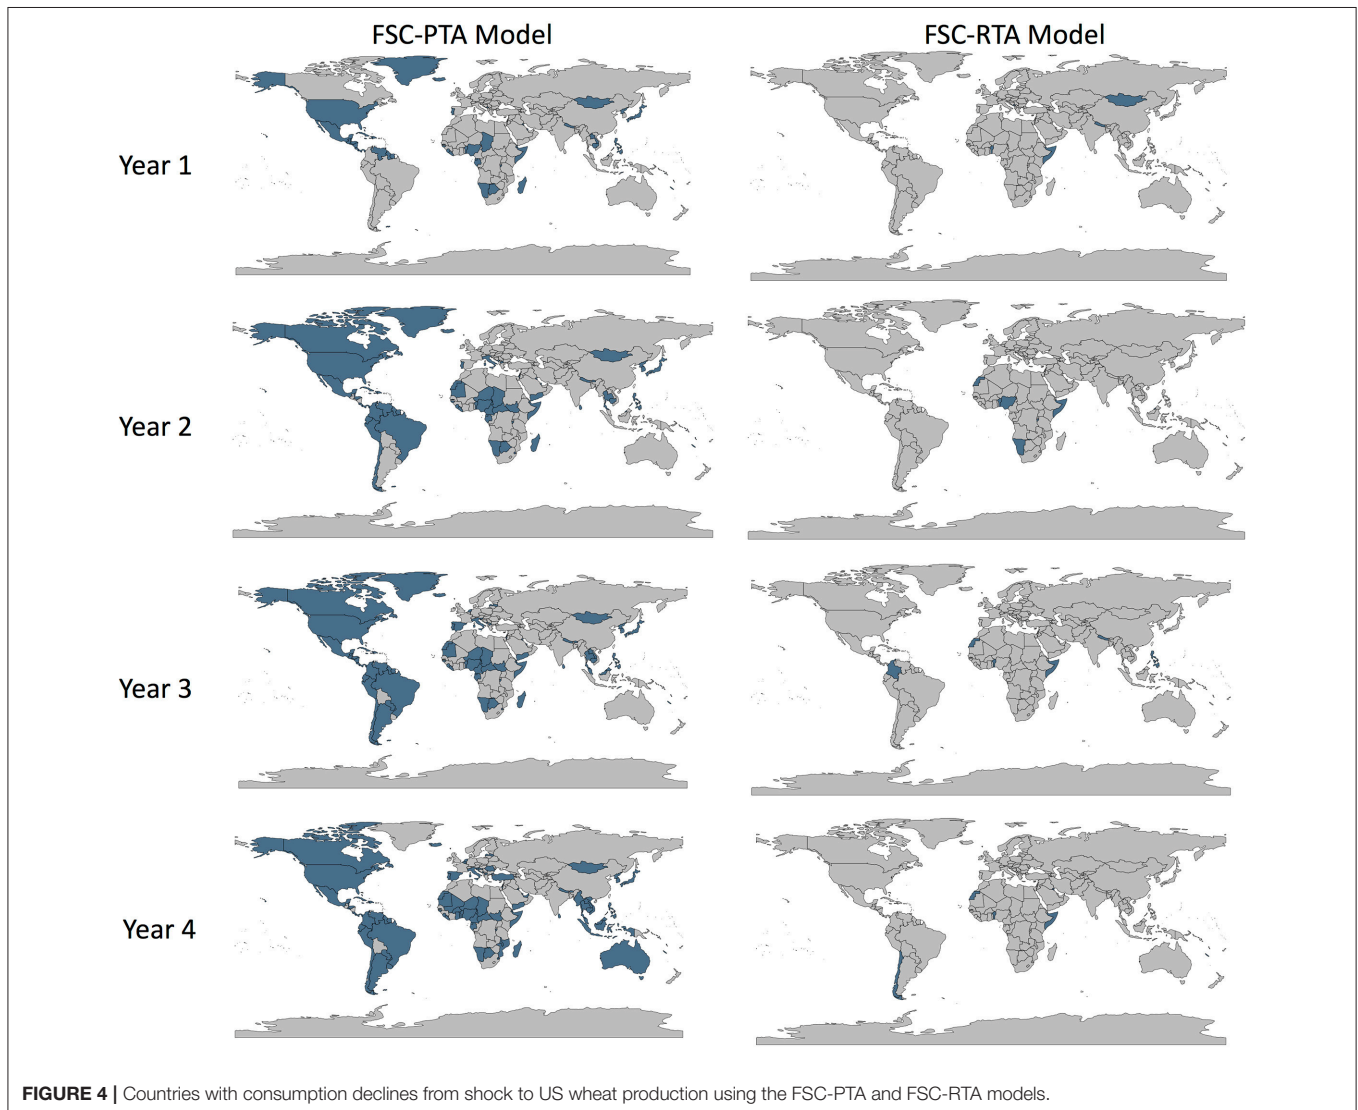 FSC-PTA Model
FSC-RTA Model
Year 1
Year 2
Year 3
Year 4
FIGURE 4 | Countries with consumption declines from shock to US wheat production using the FSC-PTA and FSC-RTA models.